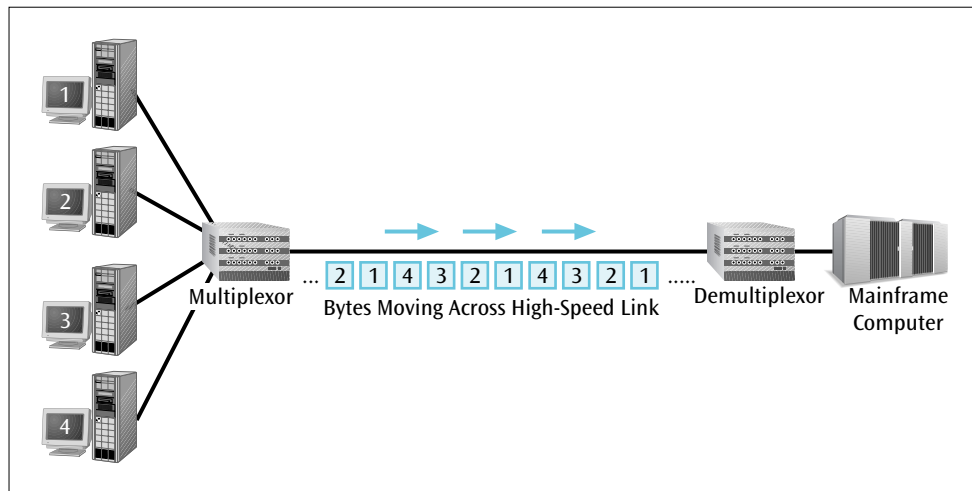 1
2
3
4
Multiplexor
... 2 1 4 3 2 1 4 3 2 1 .....
Bytes Moving Across High-Speed Link
Demultiplexor
Mainframe
Computer